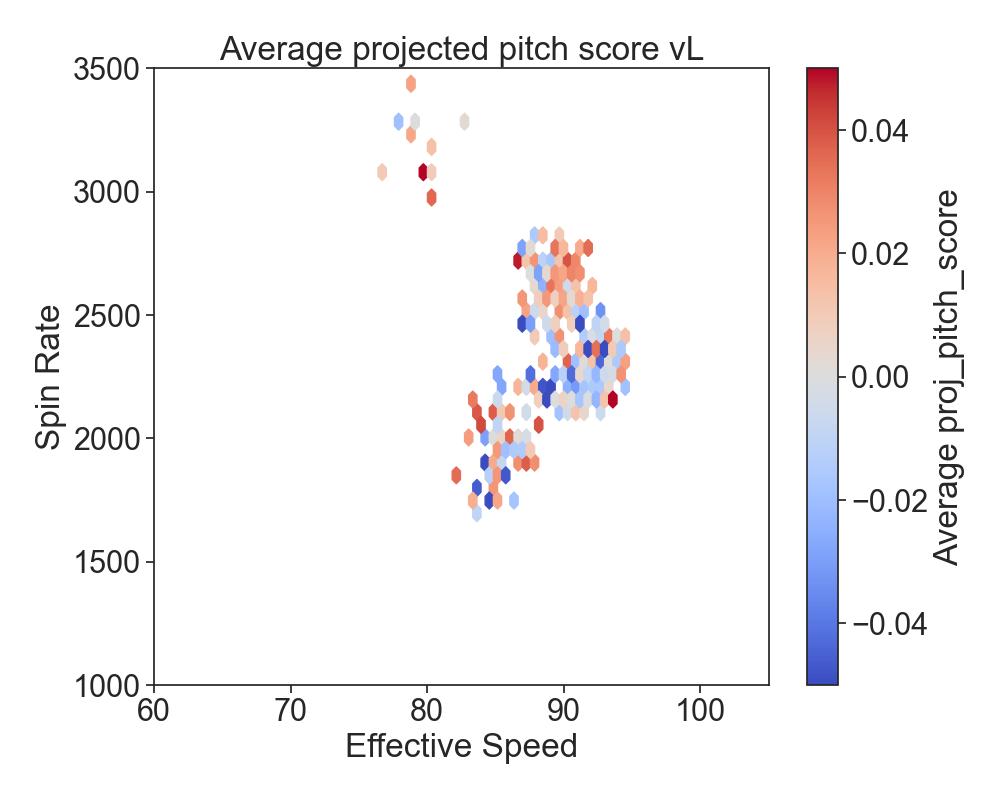 Average projected pitch score vL
3500
3000
2500
2000
1500
1000
Spin Rate
60 70 80 90 100
Effective Speed
0.04
0.02
0.00
−0.02
−0.04
Average proj_pitch_score